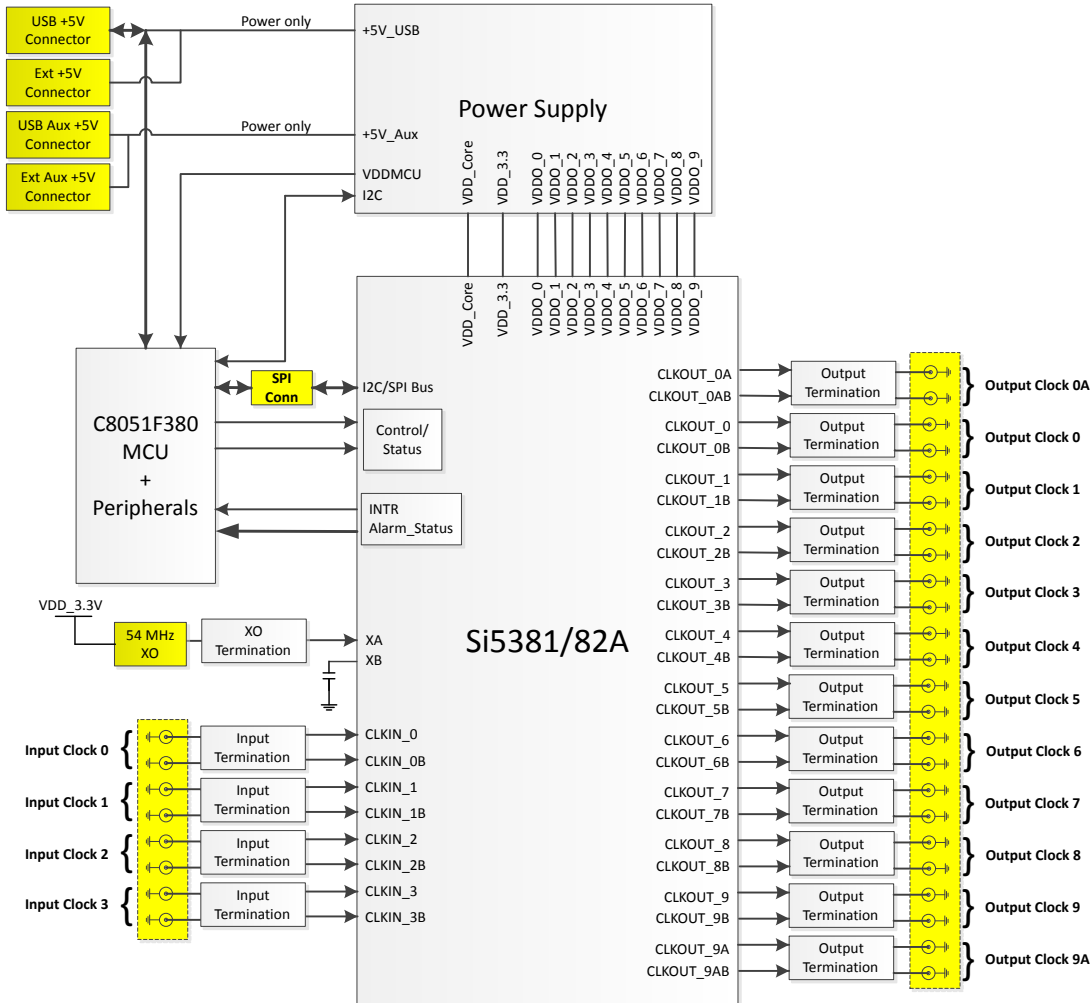 USB +5V
Connector
Ext +5V
Connector
USB Aux +5V
Connector
Ext Aux +5V
Connector
Power only
Power only
+5V_USB
+5V_Aux
VDDMCU
I2C
Power Supply
VDD_Core
VDD_3.3
VDDO_0
VDDO_1
VDDO_2
VDDO_3
VDDO_4
VDDO_5
VDDO_6
VDDO_7
VDDO_8
VDDO_9
VDD_Core
VDD_3.3
VDDO_0
VDDO_1
VDDO_2
VDDO_3
VDDO_4
VDDO_5
VDDO_6
VDDO_7
VDDO_8
VDDO_9
C8051F380
MCU
+
Peripherals
SPI
Conn
I2C/SPI Bus
Control/
Status
INTR
Alarm_Status
VDD_3.3V
54 MHz
XO
XO
Termination
XA
XB
Si5381/82A
Input Clock 0
Input
Termination
CLKIN_0
CLKIN_0B
Input Clock 1
Input
Termination
CLKIN_1
CLKIN_1B
Input Clock 2
Input
Termination
CLKIN_2
CLKIN_2B
Input Clock 3
Input
Termination
CLKIN_3
CLKIN_3B
CLKOUT_0A
CLKOUT_0AB
Output
Termination
Output Clock 0A
CLKOUT_0
CLKOUT_0B
Output
Termination
Output Clock 0
CLKOUT_1
CLKOUT_1B
Output
Termination
Output Clock 1
CLKOUT_2
CLKOUT_2B
Output
Termination
Output Clock 2
CLKOUT_3
CLKOUT_3B
Output
Termination
Output Clock 3
CLKOUT_4
CLKOUT_4B
Output
Termination
Output Clock 4
CLKOUT_5
CLKOUT_5B
Output
Termination
Output Clock 5
CLKOUT_6
CLKOUT_6B
Output
Termination
Output Clock 6
CLKOUT_7
CLKOUT_7B
Output
Termination
Output Clock 7
CLKOUT_8
CLKOUT_8B
Output
Termination
Output Clock 8
CLKOUT_9
CLKOUT_9B
Output
Termination
Output Clock 9
CLKOUT_9A
CLKOUT_9AB
Output
Termination
Output Clock 9A